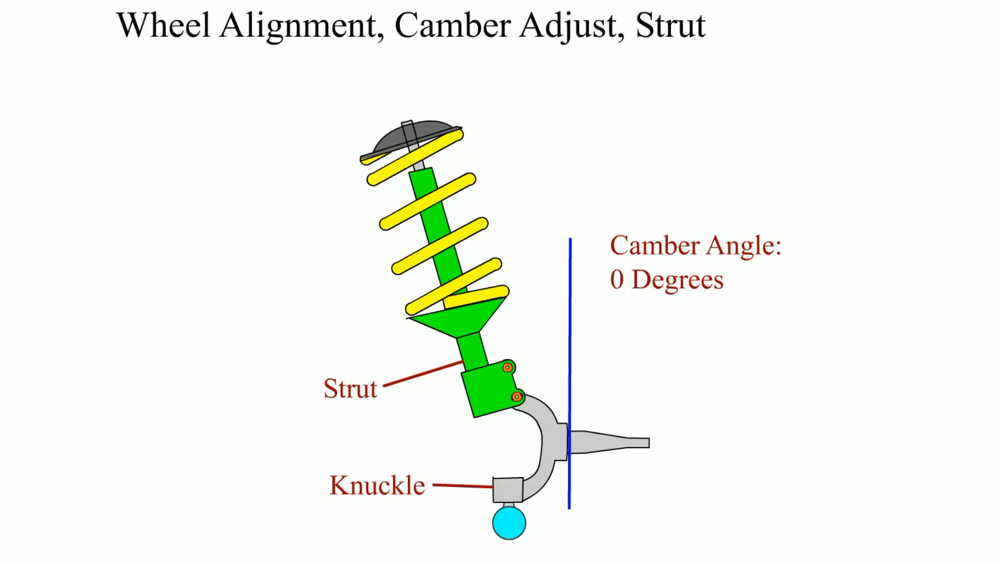 Wheel Alignment, Camber Adjust, Strut
Camber Angle:
0 Degrees
Strut
Knuckle